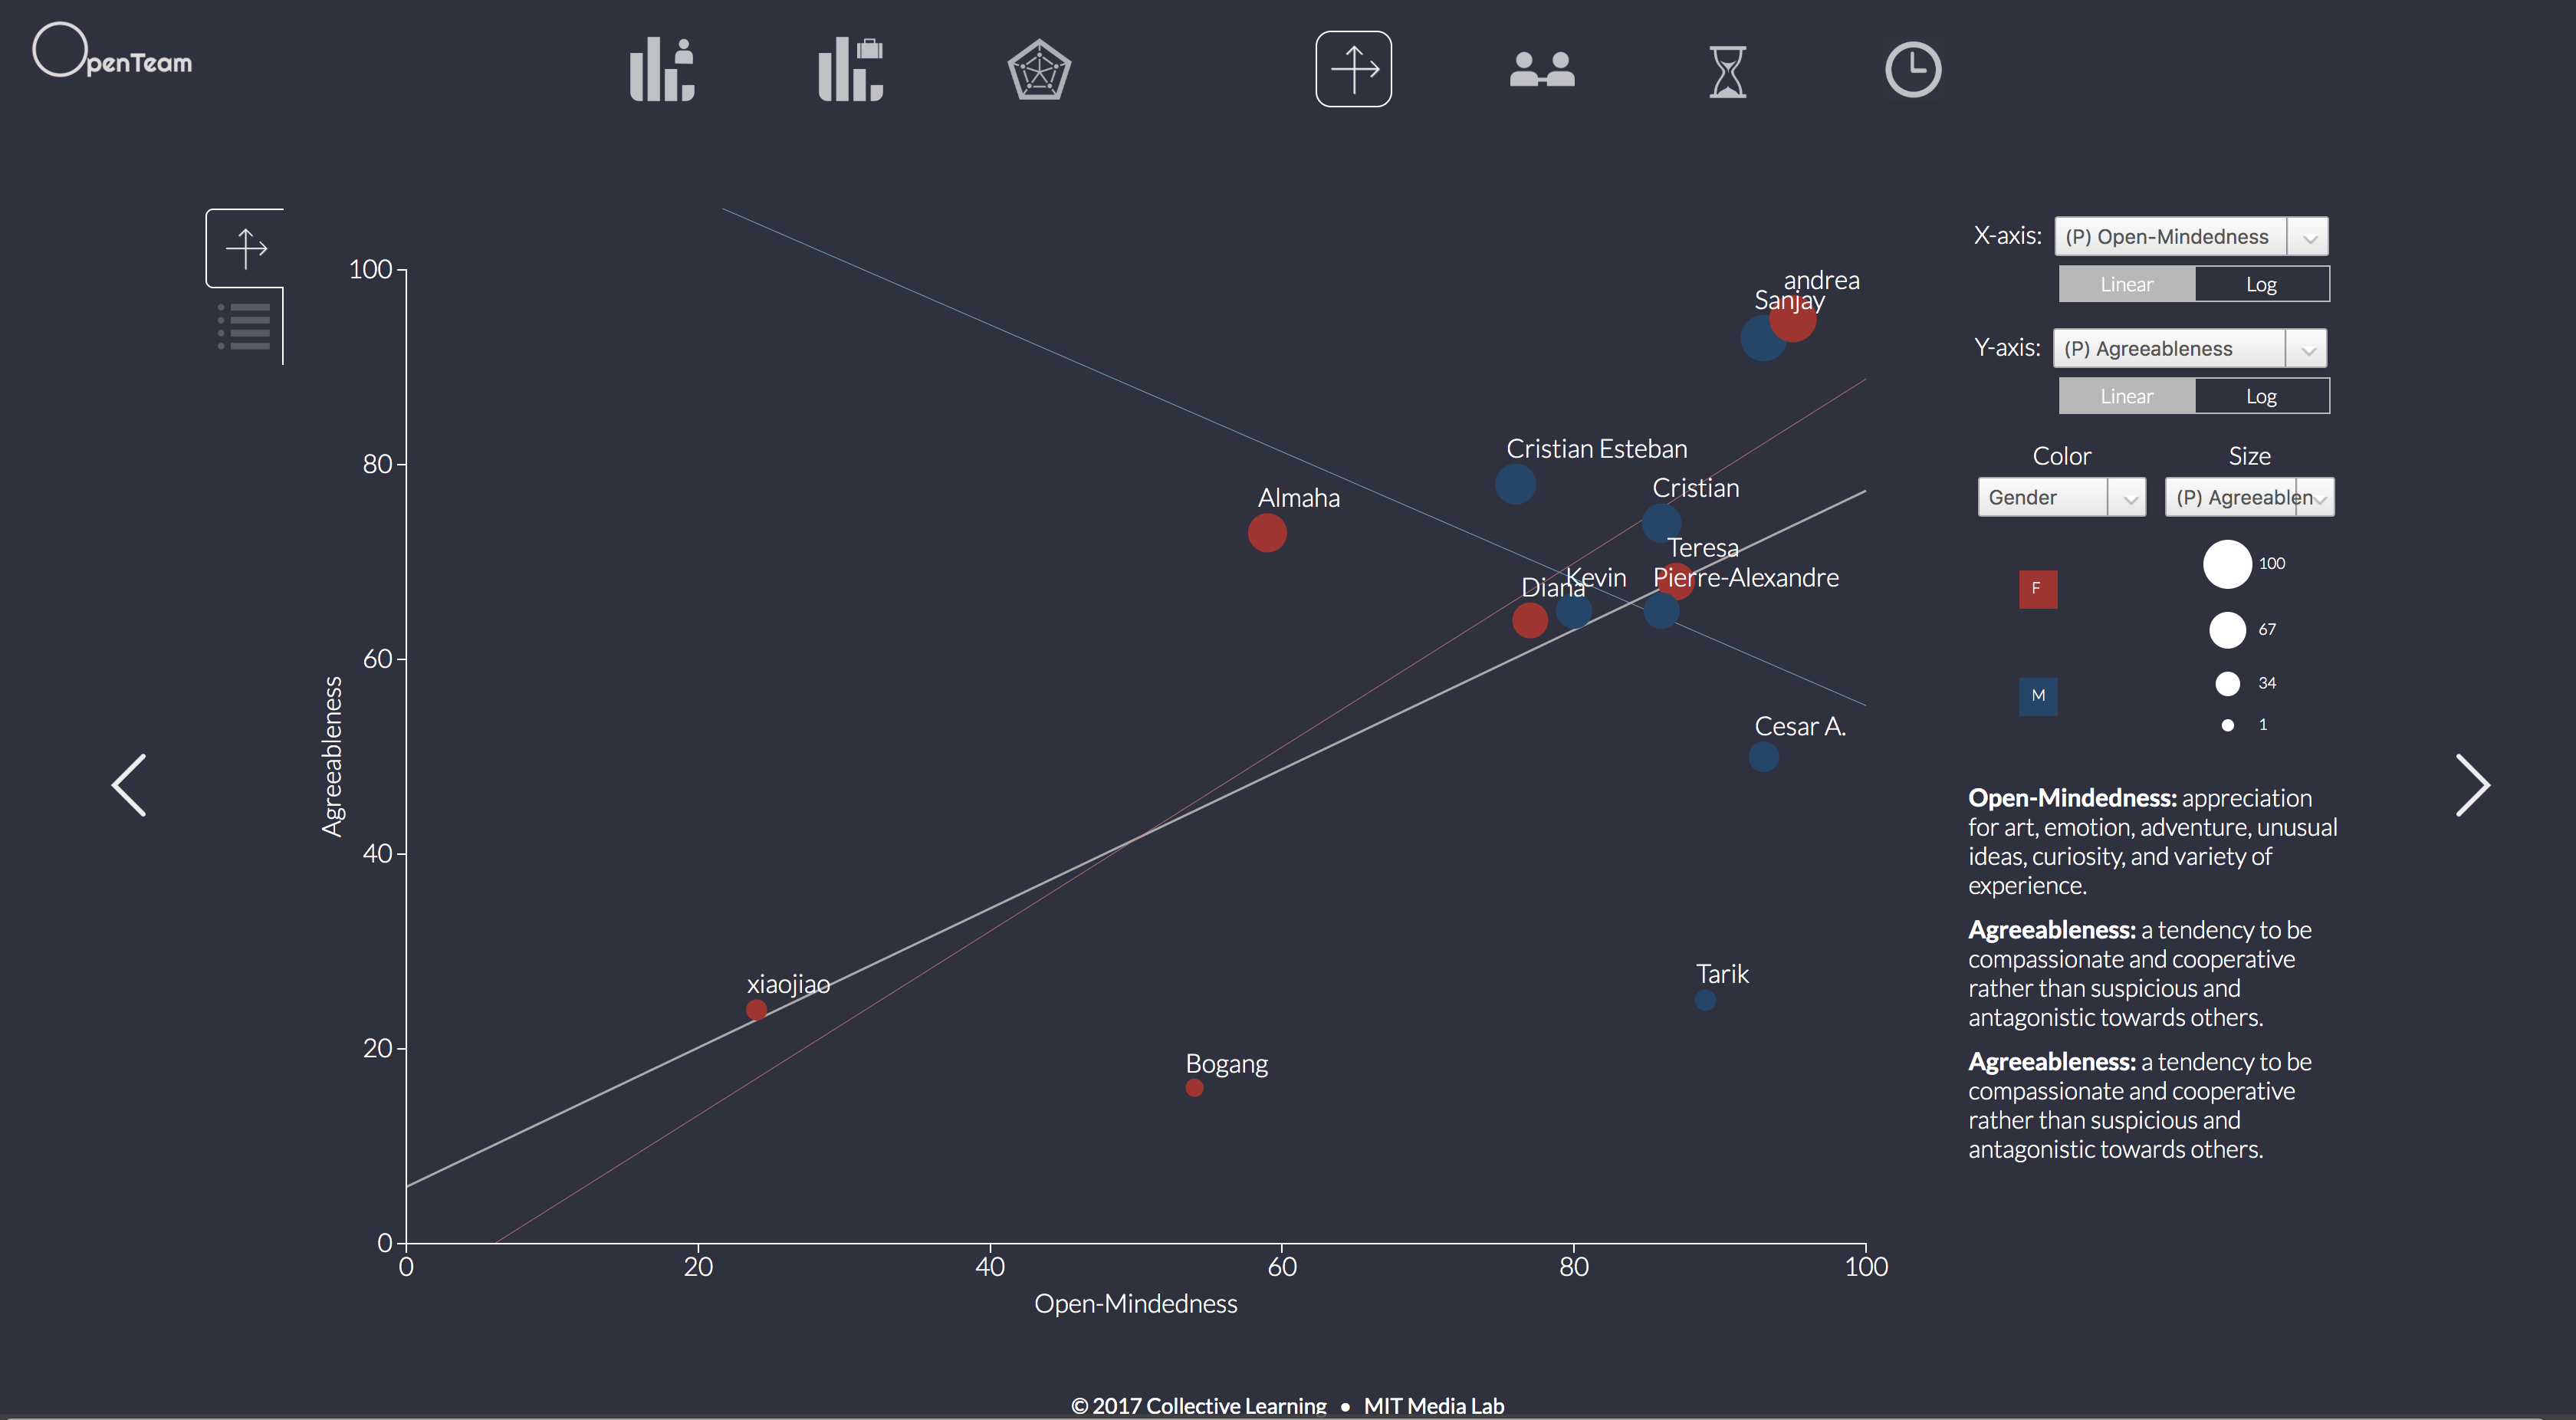 OpenTeam
100
80
60
40
20
0
0
20
40
60
80
100
Agreeableness
Open-Mindedness
andrea
Sanjay
Cristian Esteban
Cristian
Almaha
Teresa
Kevin
Pierre-Alexandre
Diana
Cesar A.
Tarik
xiaojiao
Bogang
X-axis: (P) Open-Mindedness
Linear Log
Y-axis: (P) Agreeableness
Linear Log
Color Size
Gender (P) Agreeablen
100
F
67
34
M
1
Open-Mindedness: appreciation
for art, emotion, adventure, unusual
ideas, curiosity, and variety of
experience.
Agreeableness: a tendency to be
compassionate and cooperative
rather than suspicious and
antagonistic towards others.
Agreeableness: a tendency to be
compassionate and cooperative
rather than suspicious and
antagonistic towards others.
© 2017 Collective Learning • MIT Media Lab